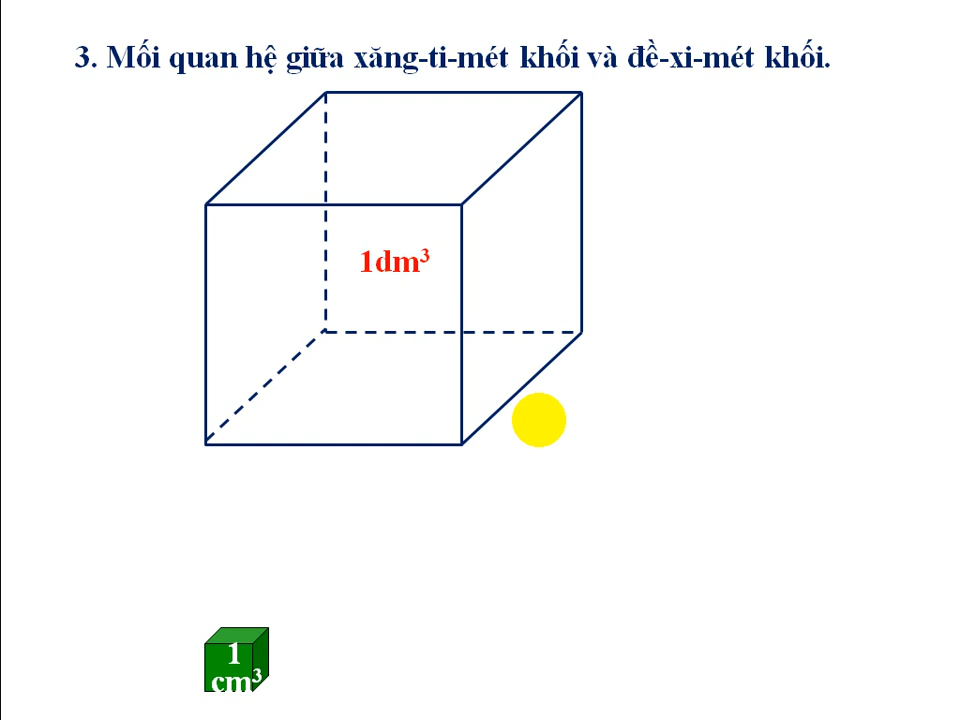 3. Mối quan hệ giữa xăng-ti-mét khối và đề-xi-mét khối.
1dm³
1
cm³